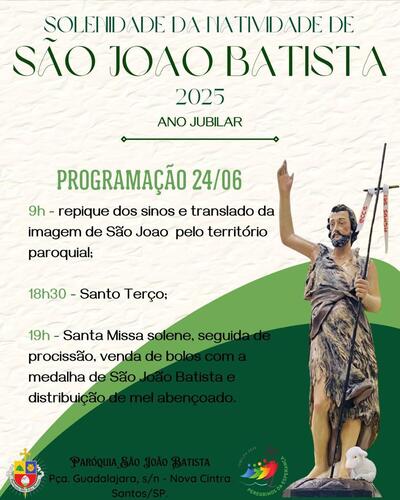 SOLENIDADE DA NATIVIDADE DE
SÃO JOAO BATISTA
2025
ANO JUBILAR
PROGRAMAÇÃO 24/06
9h - repique dos sinos e translado da
imagem de São Joao pelo território
paroquial;
18h30 - Santo Terço;
19h - Santa Missa solene, seguida de
procissão, venda de bolos com a
medalha de São João Batista e
distribuição de mel abençoado.
Paróquia São João Batista
Pça. Guadalajara, s/n - Nova Cintra
Santos/SP.